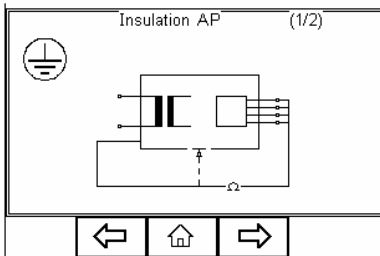 Insulation AP (1/2)
Ω